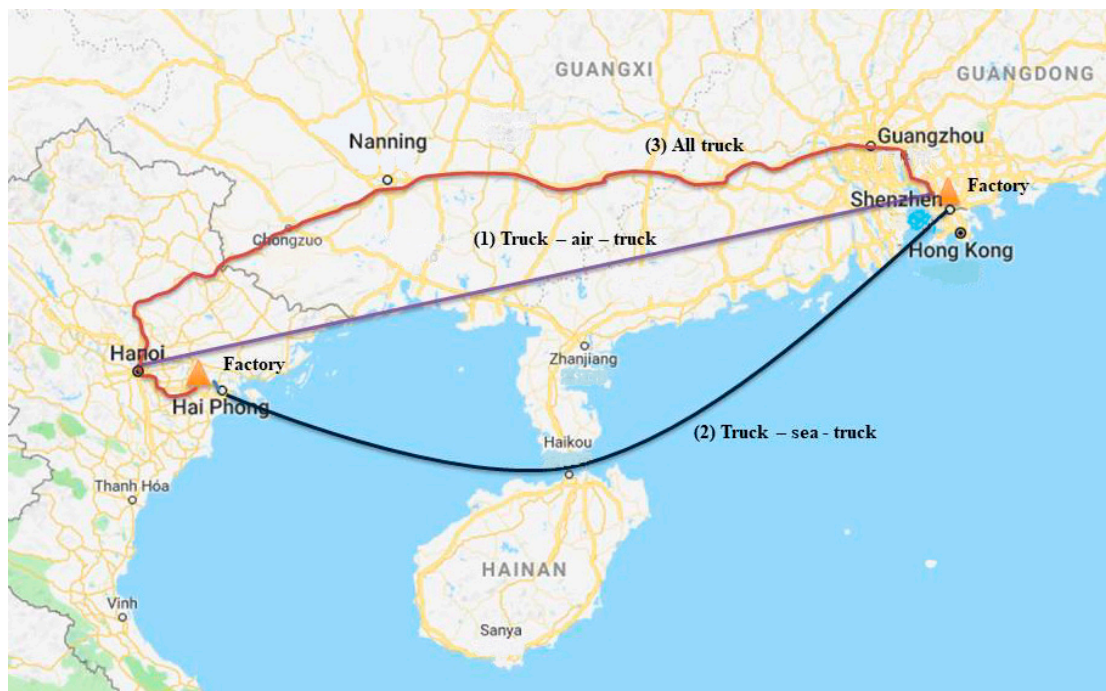 GUANGXI
GUANGDONG
Nanning
(3) All truck
Guangzhou
Factory
Shenzhen
Chongzuo
(1) Truck – air – truck
Hong Kong
Hanoi
Factory
Zhanjiang
Hai Phong
(2) Truck – sea - truck
Haikou
Thanh Hóa
HAINAN
Vinh
Sanya